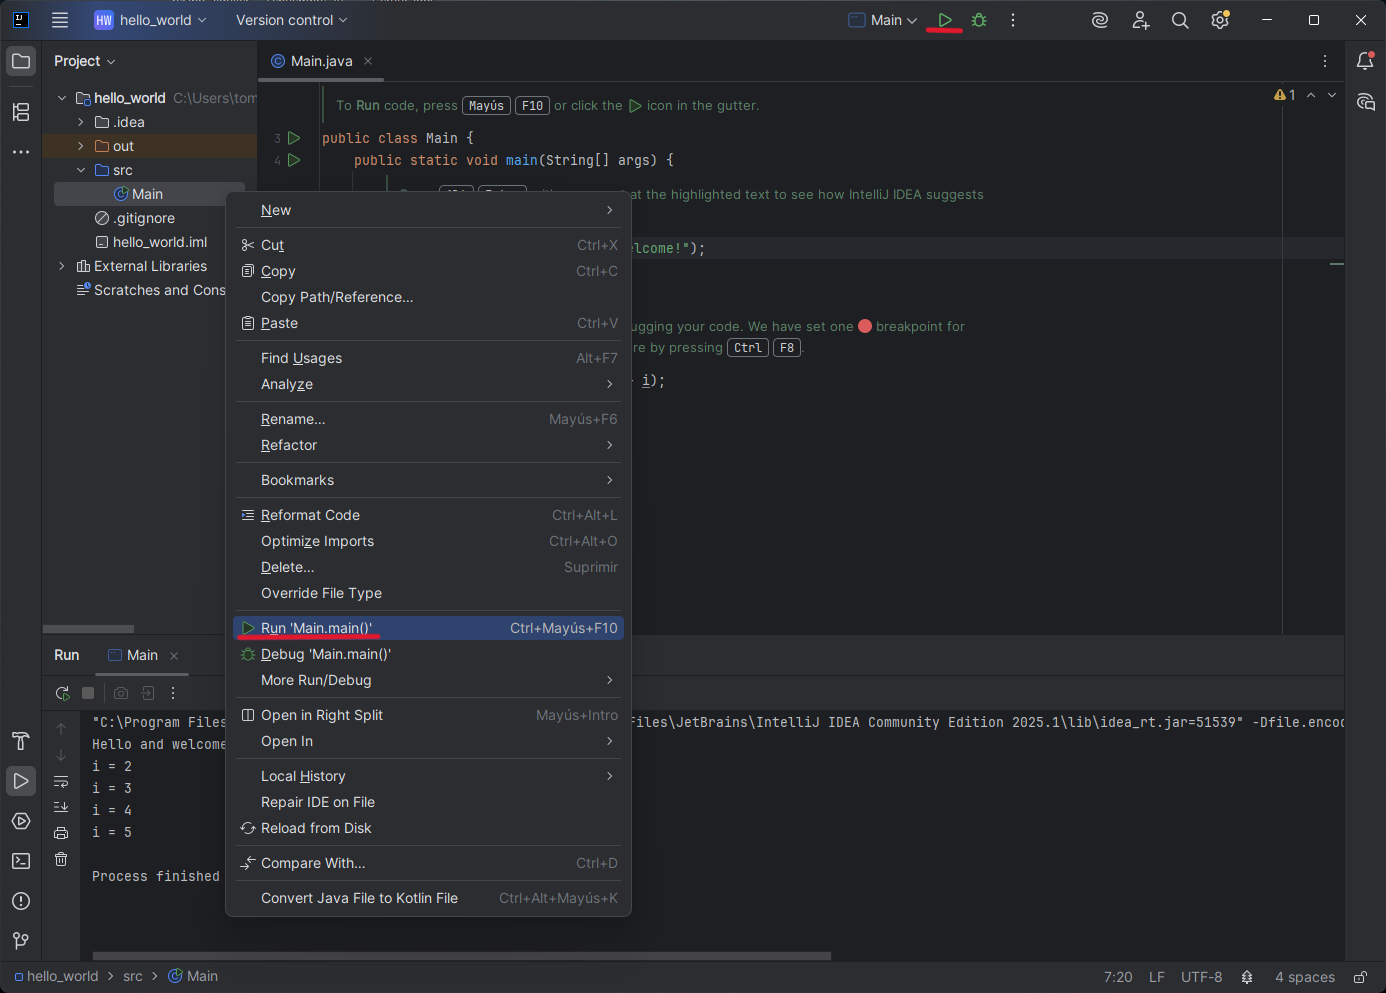 HW hello_world Version control Main
Project
Main.java
hello_world C:\Users\tom
.idea
out
src
Main
.gitignore
hello_world.iml
External Libraries
Scratches and Cons
To Run code, press Mayús F10 or click the icon in the gutter.
1
3 public class Main {
4 public static void main(String[] args) {
at the highlighted text to see how IntelliJ IDEA suggests
lcome!");
ugging your code. We have set one breakpoint for
re by pressing Ctrl F8.
i);
New
Cut Ctrl+X
Copy Ctrl+C
Copy Path/Reference...
Paste Ctrl+V
Find Usages Alt+F7
Analyze
Rename... Mayús+F6
Refactor
Bookmarks
Reformat Code Ctrl+Alt+L
Optimize Imports Ctrl+Alt+O
Delete... Suprimir
Override File Type
Run 'Main.main()' Ctrl+Mayús+F10
Debug 'Main.main()'
More Run/Debug
Open in Right Split Mayús+Intro
Open In
Local History
Repair IDE on File
Reload from Disk
Compare With... Ctrl+D
Convert Java File to Kotlin File Ctrl+Alt+Mayús+K
Run Main
"C:\Program Files Files\JetBrains\IntelliJ IDEA Community Edition 2025.1\lib\idea_rt.jar=51539" -Dfile.encod
Hello and welcome
i = 2
i = 3
i = 4
i = 5
Process finished
hello_world > src > Main
7:20 LF UTF-8 4 spaces